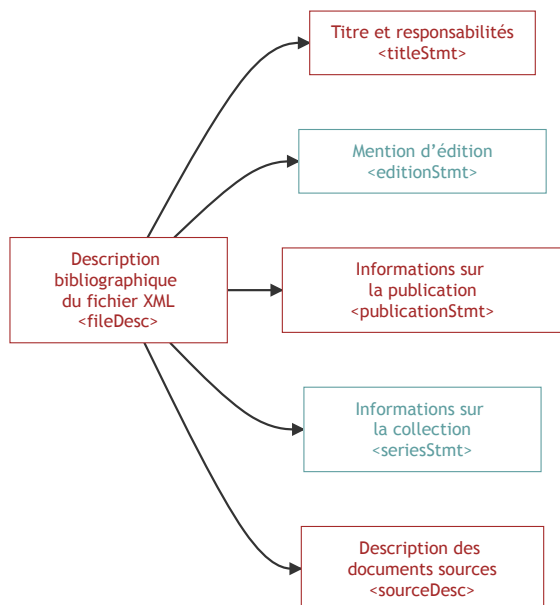 Titre et responsabilités
<titleStmt>
Mention d’édition
<editionStmt>
Description
bibliographique
du fichier XML
<fileDesc>
Informations sur
la publication
<publicationStmt>
Informations sur
la collection
<seriesStmt>
Description des
documents sources
<sourceDesc>